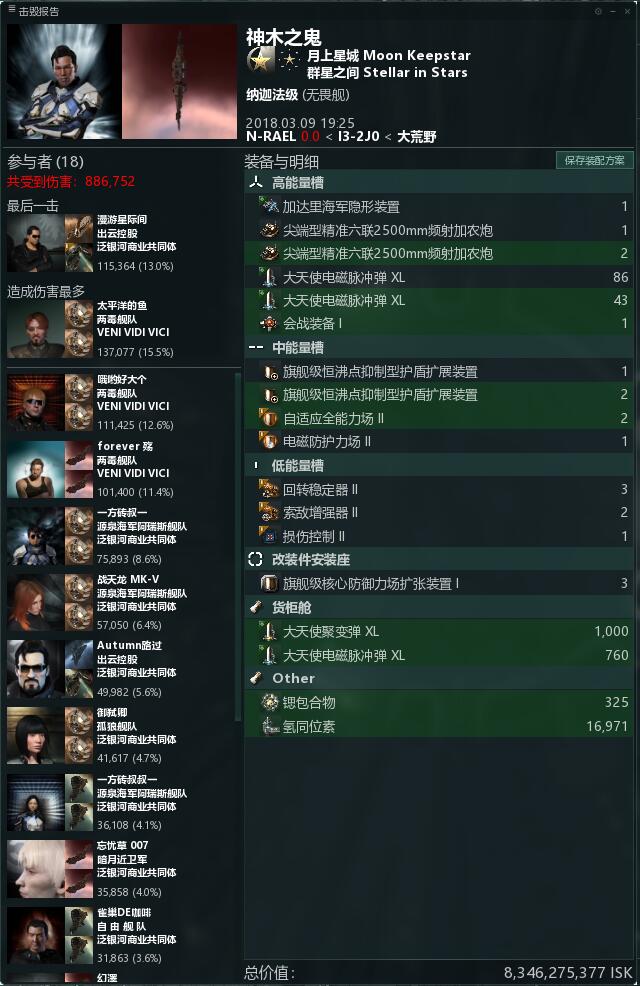 击毁报告
神木之鬼
月上星城 Moon Keepstar
群星之间 Stellar in Stars
纳迦法级 (无畏舰)
2018.03.09 19:25
N-RAEL 0.0 < I3-2J0 < 大荒野
参与者 (18)
共受到伤害: 886,752
最后一击
漫游星际间
出云控股
泛银河商业共同体
115,364 (13.0%)
造成伤害最多
太平洋的鱼
两毒舰队
VENI VIDI VICI
137,077 (15.5%)
哦哟好大个
两毒舰队
VENI VIDI VICI
111,425 (12.6%)
forever 殇
两毒舰队
VENI VIDI VICI
101,400 (11.4%)
一方砖叔一
源泉海军阿瑞斯舰队
泛银河商业共同体
75,893 (8.6%)
战天龙 MK-V
源泉海军阿瑞斯舰队
泛银河商业共同体
57,050 (6.4%)
Autumn路过
出云控股
泛银河商业共同体
49,982 (5.6%)
御弑卿
孤狼舰队
泛银河商业共同体
41,617 (4.7%)
一方砖叔叔一
源泉海军阿瑞斯舰队
泛银河商业共同体
36,108 (4.1%)
忘忧草 007
暗月近卫军
泛银河商业共同体
35,858 (4.0%)
雀巢DE咖啡
自 由 舰 队
泛银河商业共同体
31,863 (3.6%)
幻澤
装备与明细
保存装配方案
高能量槽
加达里海军隐形装置 1
尖端型精准六联2500mm频射加农炮 1
尖端型精准六联2500mm频射加农炮 2
大天使电磁脉冲弹 XL 86
大天使电磁脉冲弹 XL 43
会战装备 I 1
中能量槽
旗舰级恒沸点抑制型护盾扩展装置 1
旗舰级恒沸点抑制型护盾扩展装置 2
自适应全能力场 II 2
电磁防护力场 II 1
低能量槽
回转稳定器 II 3
索敌增强器 II 2
损伤控制 II 1
改装件安装座
旗舰级核心防御力场扩张装置 I 3
货柜舱
大天使聚变弹 XL 1,000
大天使电磁脉冲弹 XL 760
Other
锶包合物 325
氢同位素 16,971
总价值: 8,346,275,377 ISK